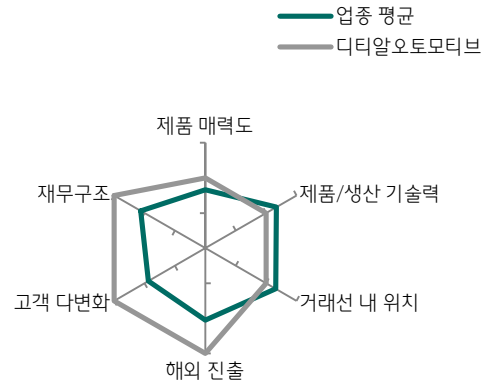 업종 평균
디티알오토모티브
제품 매력도
재무구조
제품/생산 기술력
고객 다변화
거래선 내 위치
해외 진출